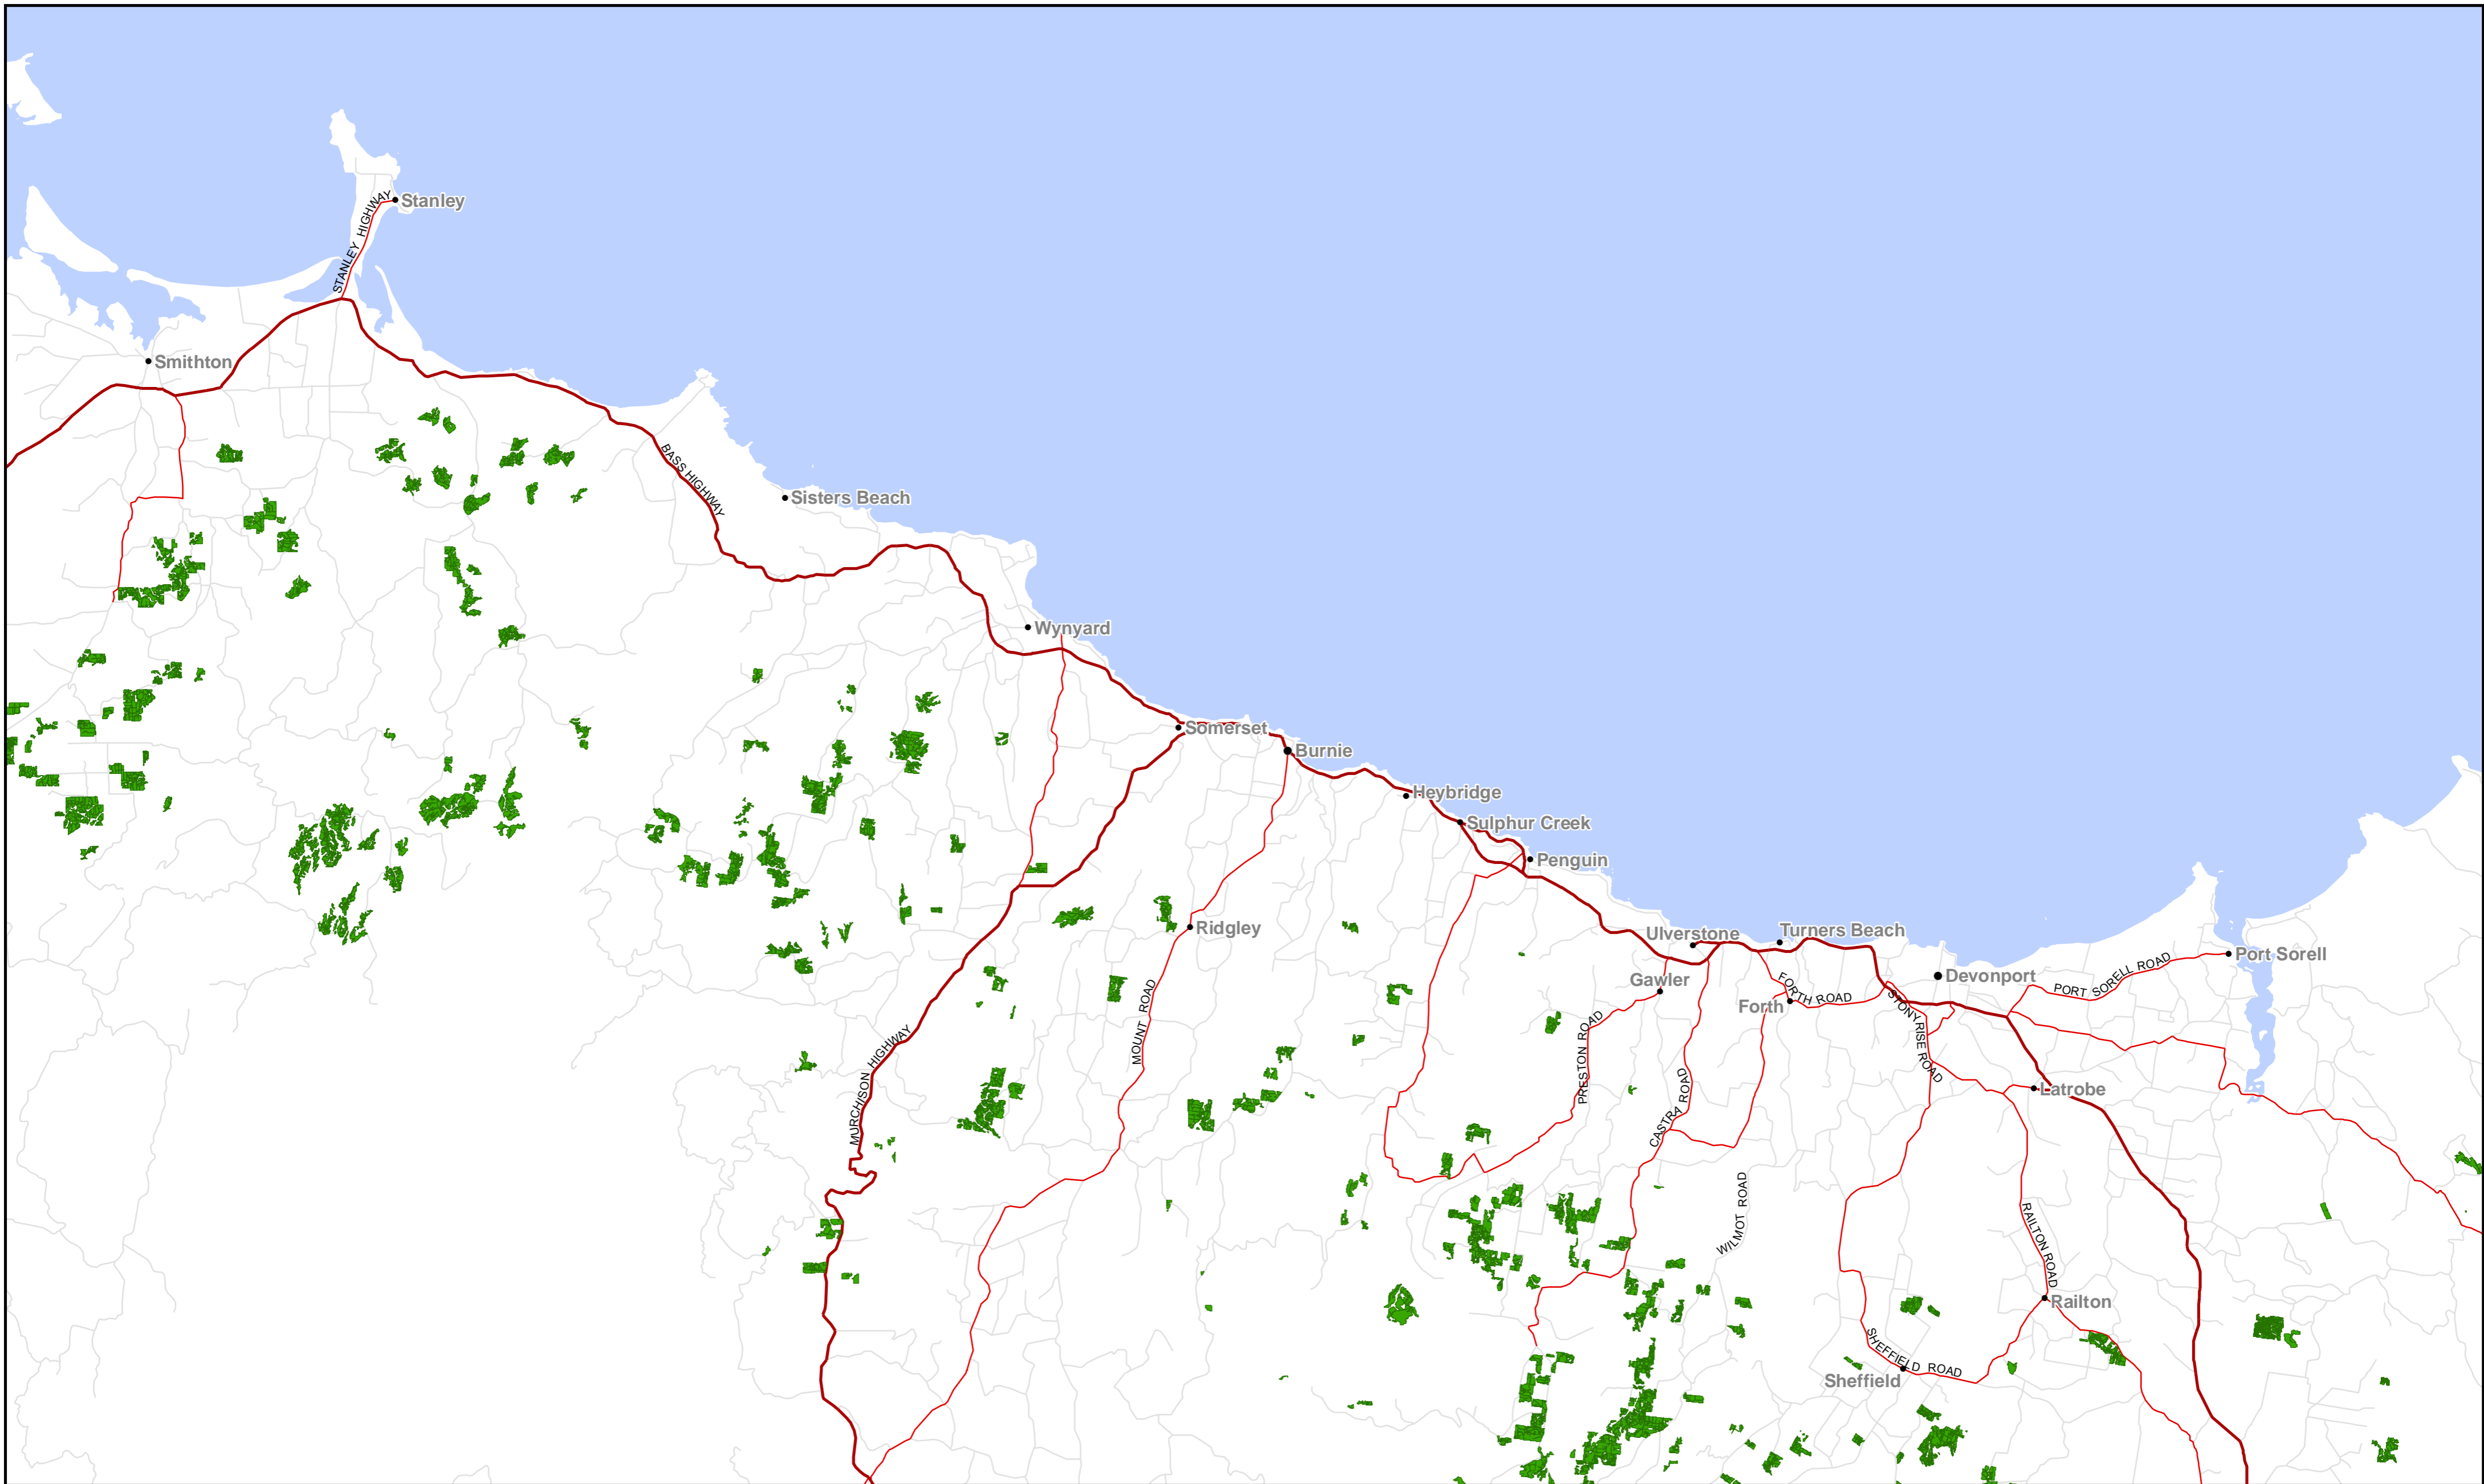 Stanley
STANLEY HIGHWAY
Smithton
BASS HIGHWAY
Sisters Beach
Wynyard
Somerset
Burnie
Heybridge
Sulphur Creek
Penguin
Ridgley
Ulverstone
Turners Beach
Port Sorell
PORT SORELL ROAD
Devonport
Gawler
FORTH ROAD
Forth
STONY RISE ROAD
MOUNT ROAD
PRESTON ROAD
MURCHISON HIGHWAY
CASTRA ROAD
Latrobe
WILMOT ROAD
RAILTON ROAD
Railton
SHEFFIELD ROAD
Sheffield